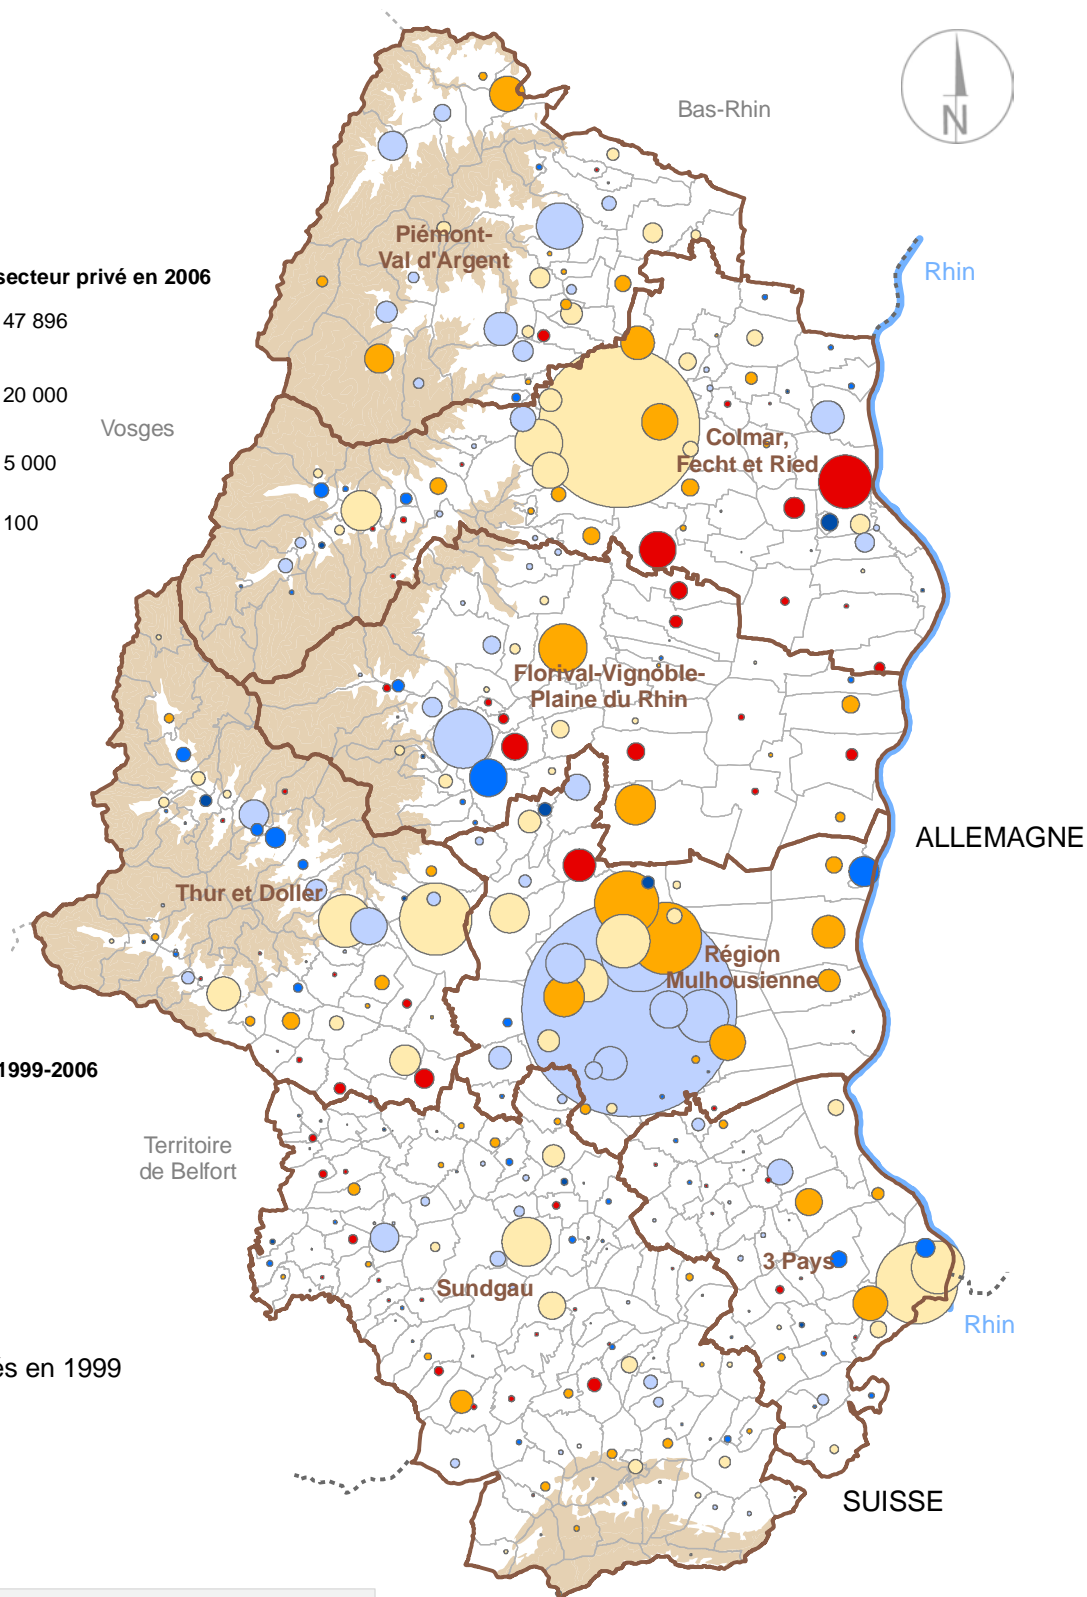 Bas-Rhin
N
Piémont-
Val d'Argent
Rhin
secteur privé en 2006
47 896
20 000
5 000
100
Vosges
Colmar,
Fecht et Ried
Florival-Vignoble-
Plaine du Rhin
ALLEMAGNE
Thur et Doller
Région
Mulhousienne
1999-2006
Territoire
de Belfort
3 Pays
Sundgau
Rhin
en 1999
SUISSE